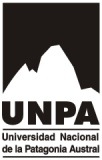 UNPA
Universidad Nacional
de la Patagonia Austral